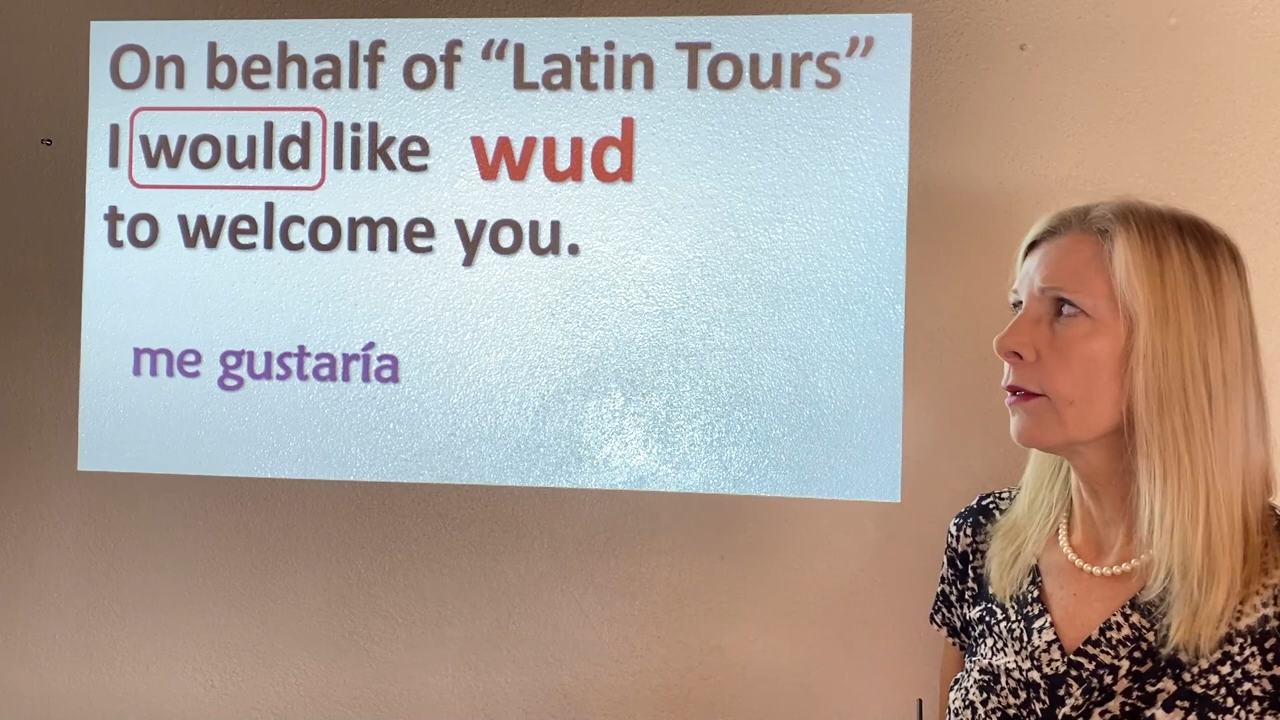 On behalf of “Latin Tours”
I would like wud
to welcome you.
me gustaría